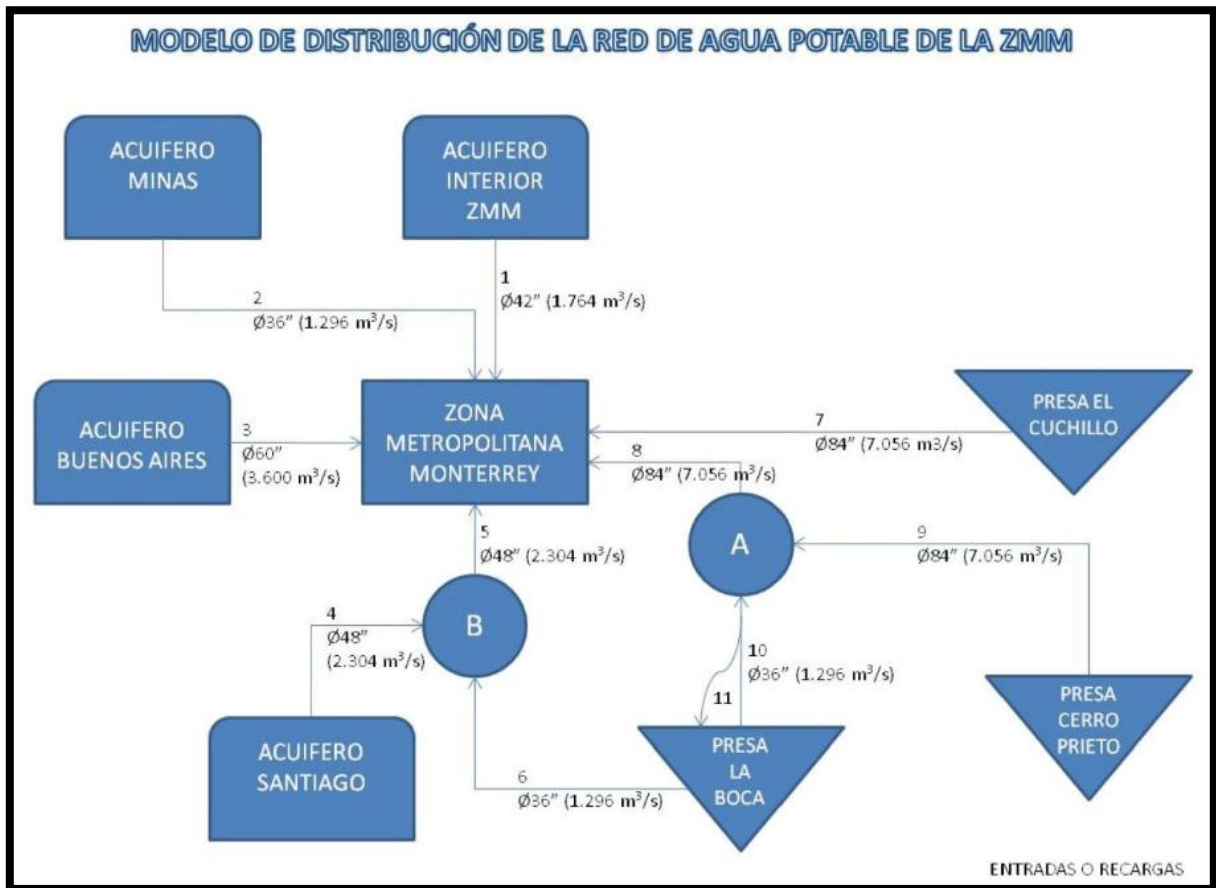 MODELO DE DISTRIBUCIÓN DE LA RED DE AGUA POTABLE DE LA ZMM
ACUIFERO
MINAS
ACUIFERO
INTERIOR
ZMM
1
Ø42" (1.764 m³/s)
2
Ø36" (1.296 m³/s)
ACUIFERO
BUENOS AIRES
3
Ø60"
(3.600 m³/s)
ZONA
METROPOLITANA
MONTERREY
7
Ø84" (7.056 m3/s)
PRESA EL
CUCHILLO
8
Ø84" (7.056 m³/s)
5
Ø48" (2.304 m³/s)
A
9
Ø84" (7.056 m³/s)
4
Ø48"
(2.304 m³/s)
B
10
Ø36" (1.296 m³/s)
11
PRESA
CERRO
PRIETO
ACUIFERO
SANTIAGO
6
Ø36" (1.296 m³/s)
PRESA
LA
BOCA
ENTRADAS O RECARGAS